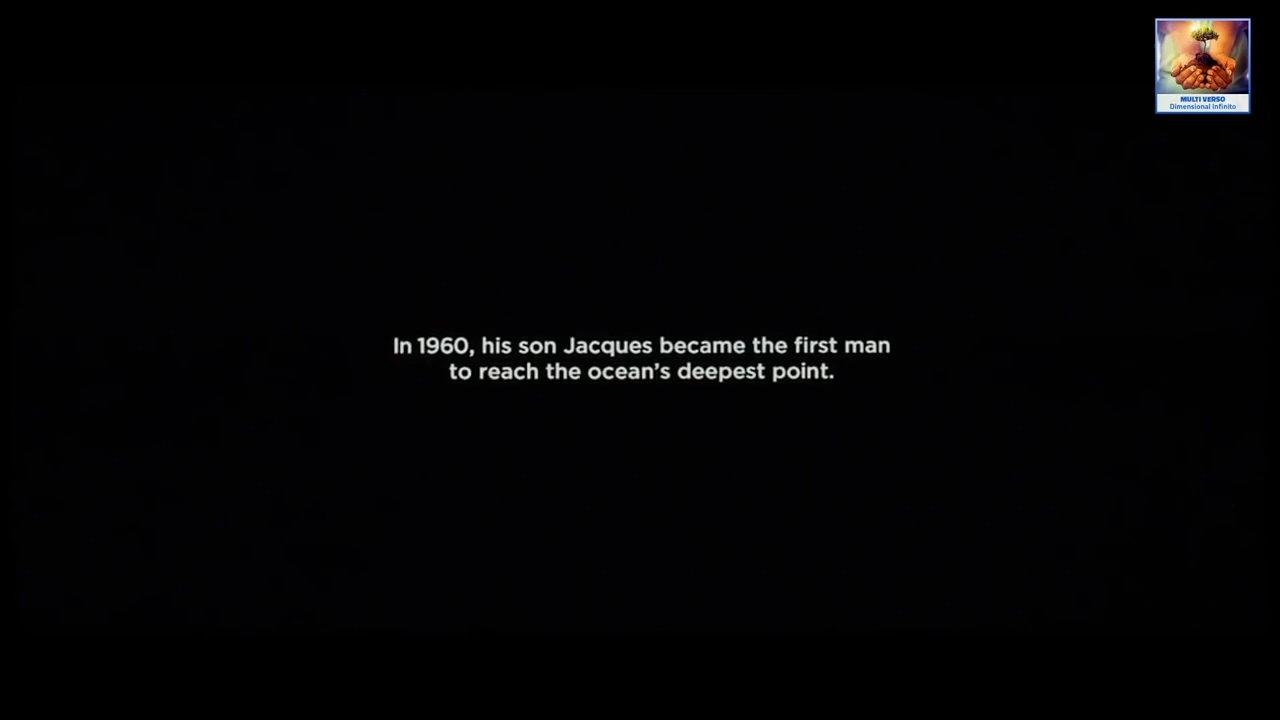 MULTI VERSO
Dimensional Infinito
In 1960, his son Jacques became the first man
to reach the ocean’s deepest point.